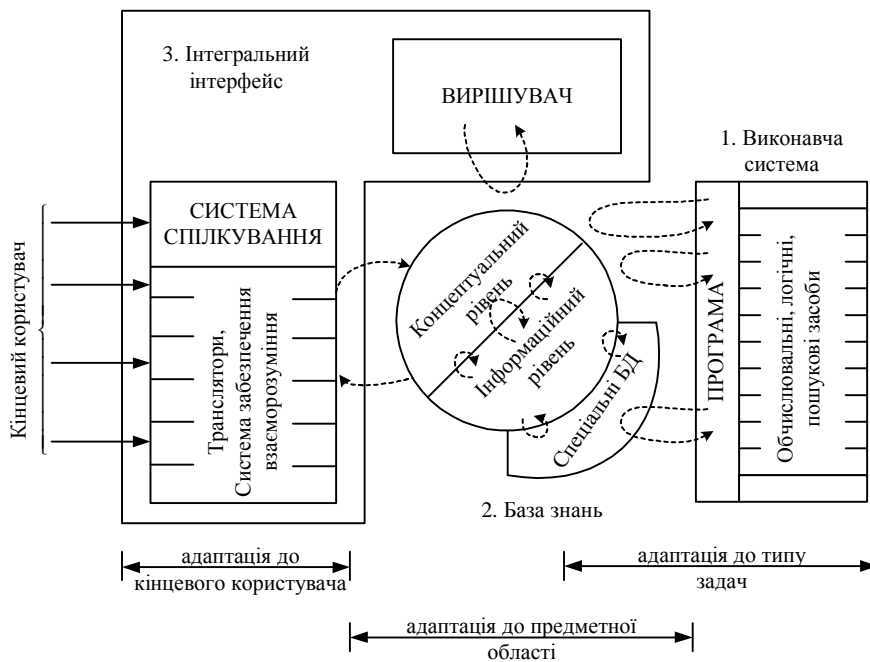 3. Інтегральний
інтерфейс
ВИРІШУВАЧ
1. Виконавча
система
СИСТЕМА
СПІЛКУВАННЯ
Кінцевий користувач
Транслятори,
Система забезпечення
взаєморозуміння
Концептуальний
рівень
Інформаційний
рівень
Спеціальні БД
ПРОГРАМА
Обчислювальні, логічні,
пошукові засоби
2. База знань
адаптація до
кінцевого користувача
адаптація до типу
задач
адаптація до предметної
області